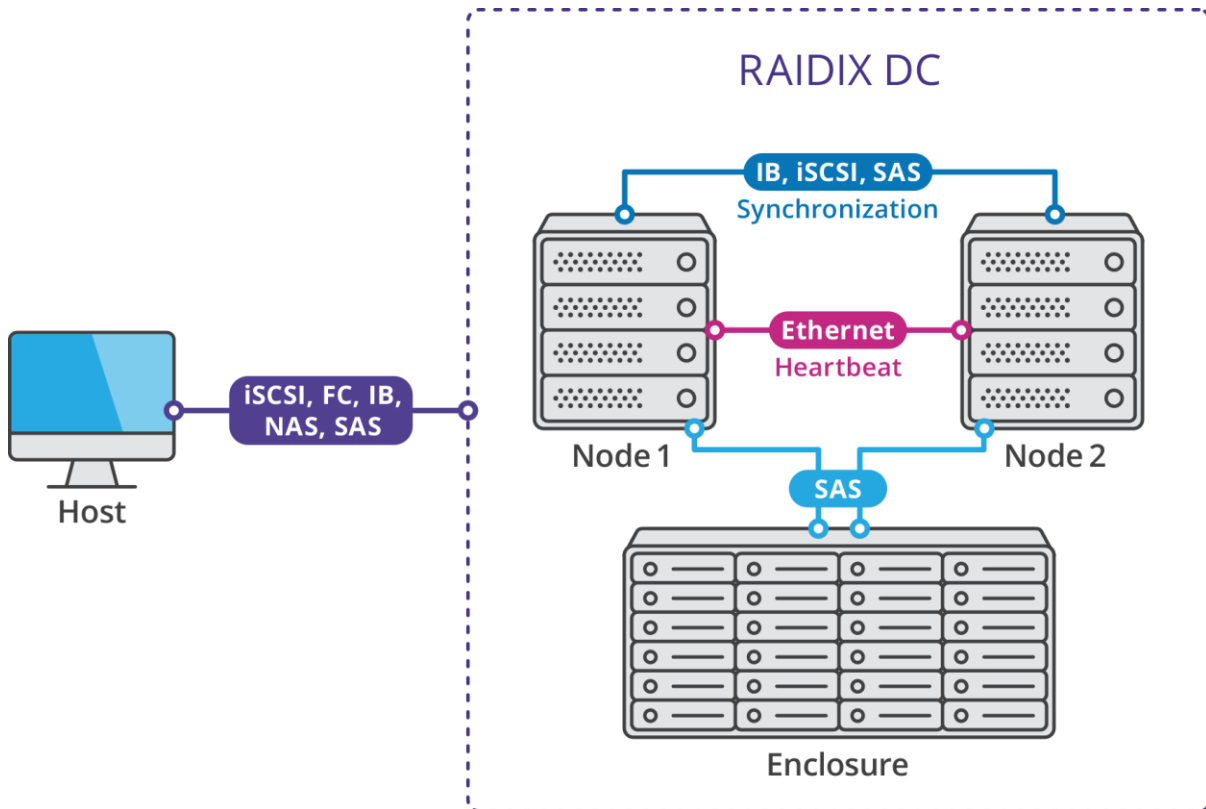 RAIDIX DC
IB, iSCSI, SAS
Synchronization
Ethernet
Heartbeat
iSCSI, FC, IB,
NAS, SAS
Host
Node 1
Node 2
SAS
Enclosure